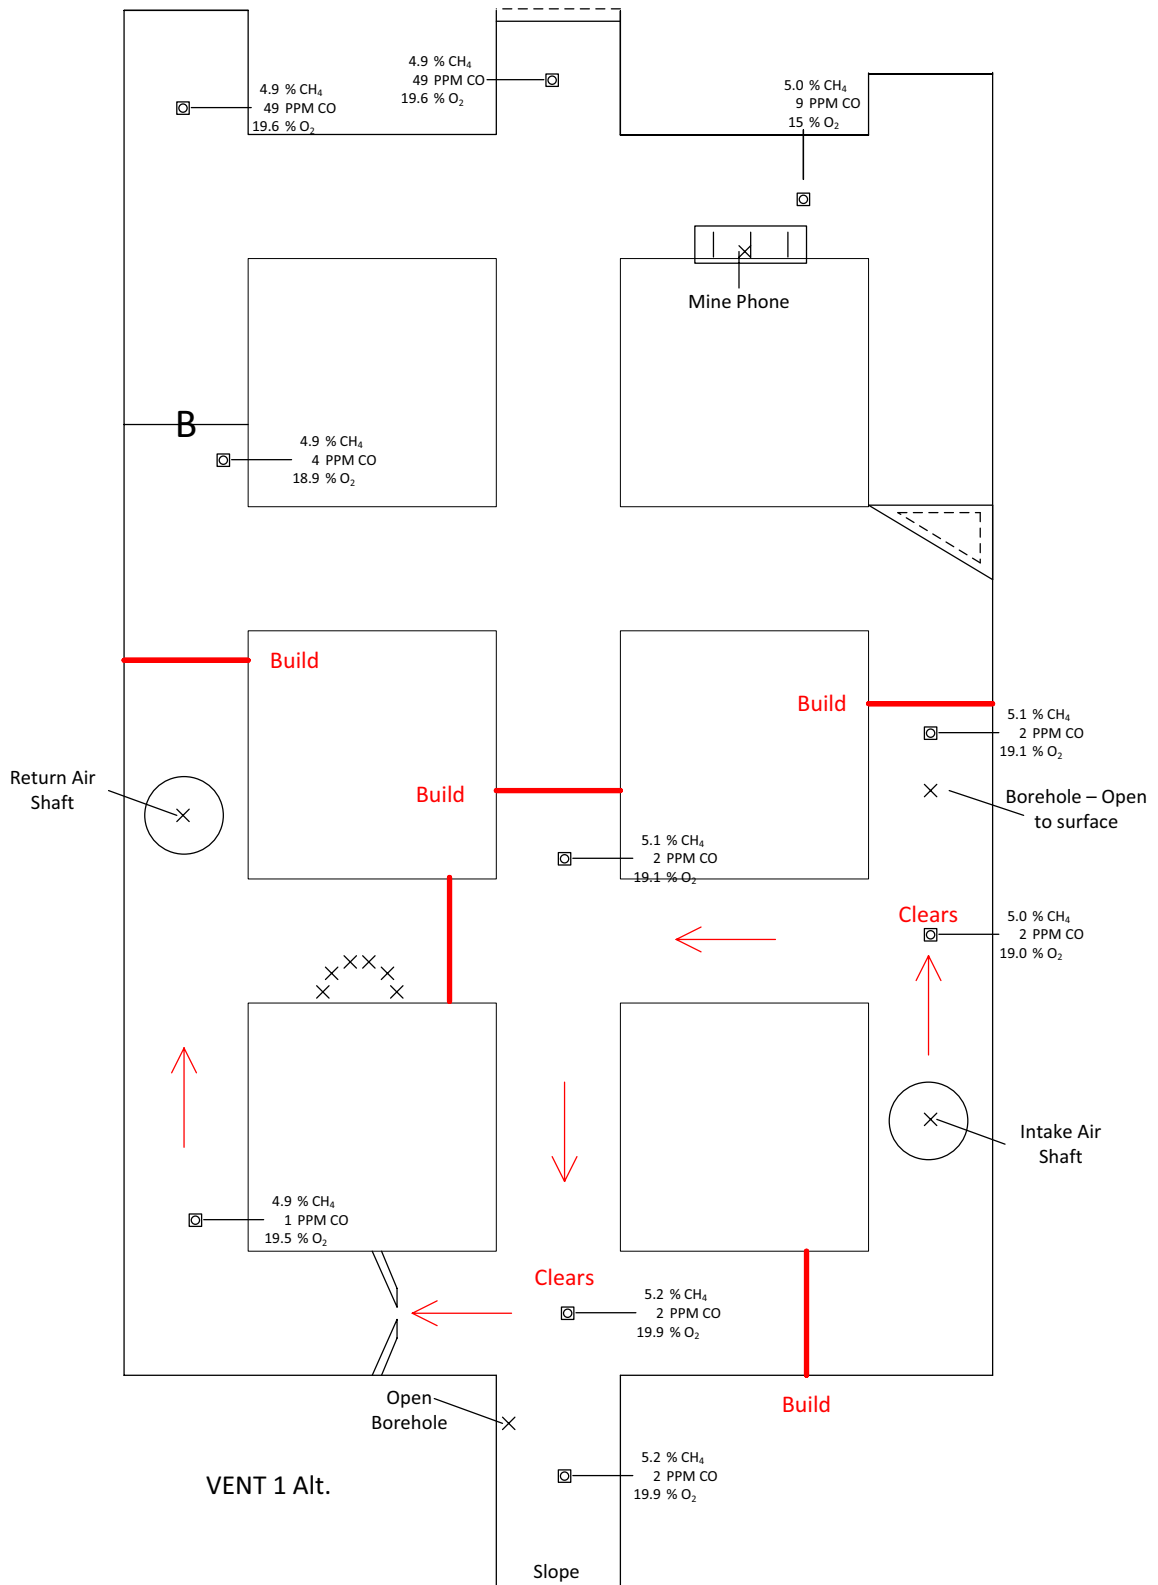 4.9 % CH₄
49 PPM CO
19.6 % O₂
4.9 % CH₄
49 PPM CO
19.6 % O₂
5.0 % CH₄
9 PPM CO
15 % O₂
Mine Phone
B
4.9 % CH₄
4 PPM CO
18.9 % O₂
Build
Build
5.1 % CH₄
2 PPM CO
19.1 % O₂
Return Air
Shaft
Build
Borehole – Open
to surface
5.1 % CH₄
2 PPM CO
19.1 % O₂
Clears
5.0 % CH₄
2 PPM CO
19.0 % O₂
Intake Air
Shaft
4.9 % CH₄
1 PPM CO
19.5 % O₂
Clears
5.2 % CH₄
2 PPM CO
19.9 % O₂
Build
Open
Borehole
5.2 % CH₄
2 PPM CO
19.9 % O₂
VENT 1 Alt.
Slope